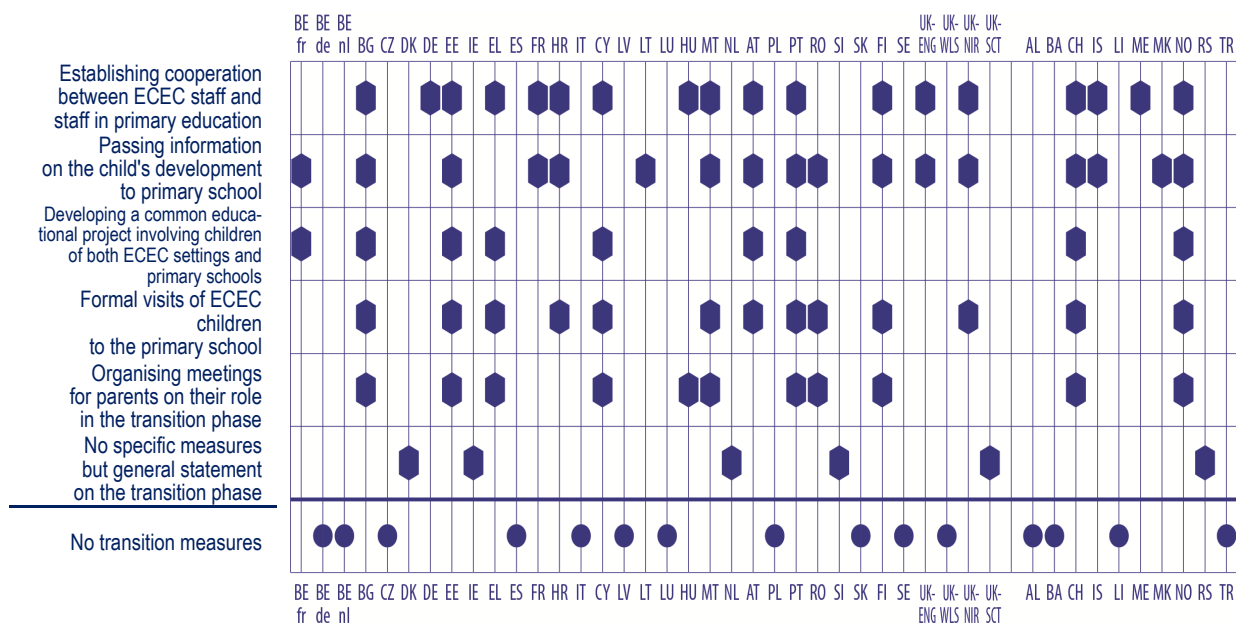 BE BE BE UK- UK- UK- UK-
fr de nl BG CZ DK DE EE IE EL ES FR HR IT CY LV LT LU HU MT NL AT PL PT RO SI SK FI SE ENG WLS NIR SCT AL BA CH IS LI ME MK NO RS TR
Establishing cooperation
between ECEC staff and
staff in primary education
Passing information
on the child's development
to primary school
Developing a common educa-
tional project involving children
of both ECEC settings and
primary schools
Formal visits of ECEC
children
to the primary school
Organising meetings
for parents on their role
in the transition phase
No specific measures
but general statement
on the transition phase
No transition measures
BE BE BE BG CZ DK DE EE IE EL ES FR HR IT CY LV LT LU HU MT NL AT PL PT RO SI SK FI SE UK- UK- UK- UK- AL BA CH IS LI ME MK NO RS TR
fr de nl ENG WLS NIR SCT